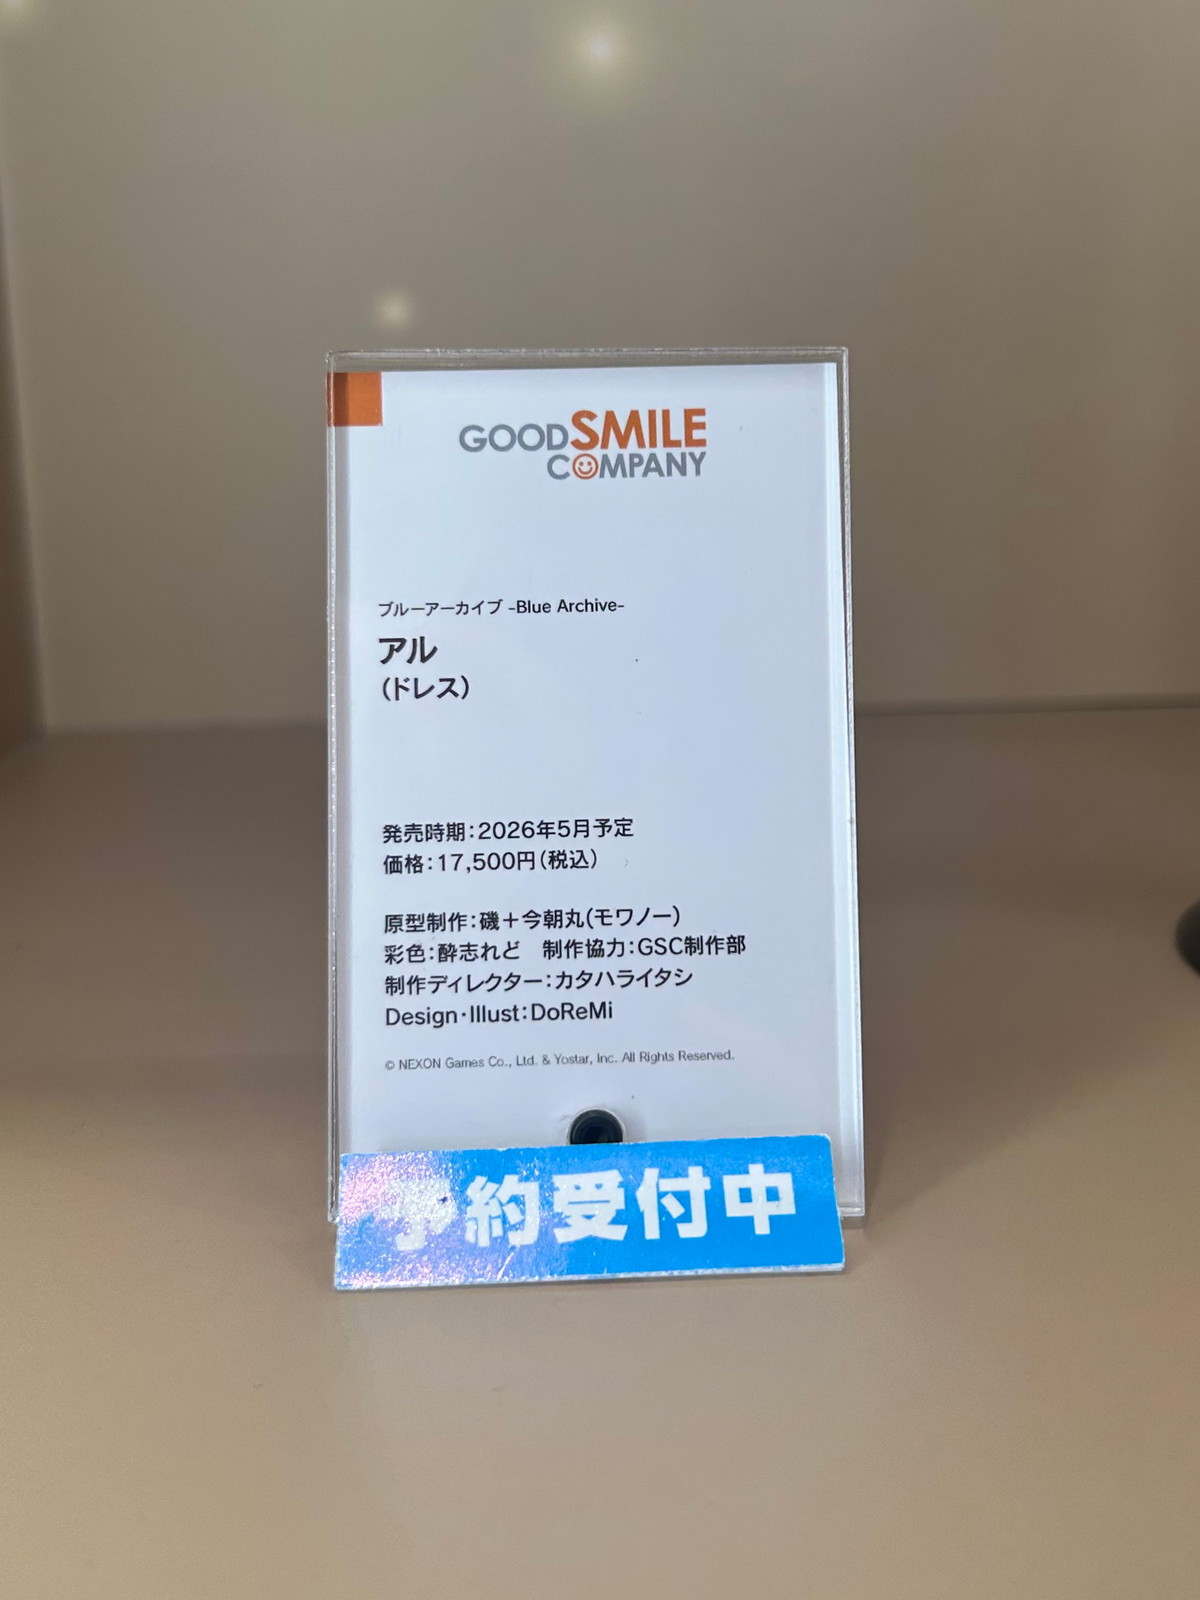 GOODSMILE
COMPANY
ブルーアーカイブ -Blue Archive-
アル
(ドレス)
発売時期:2026年5月予定
価格:17,500円(税込)
原型制作:磯+今朝丸(モワノー)
彩色:酔志れど　制作協力:GSC制作部
制作ディレクター:カタハライタシ
Design・Illust:DoReMi
© NEXON Games Co., Ltd. & Yostar, Inc. All Rights Reserved.
予約受付中